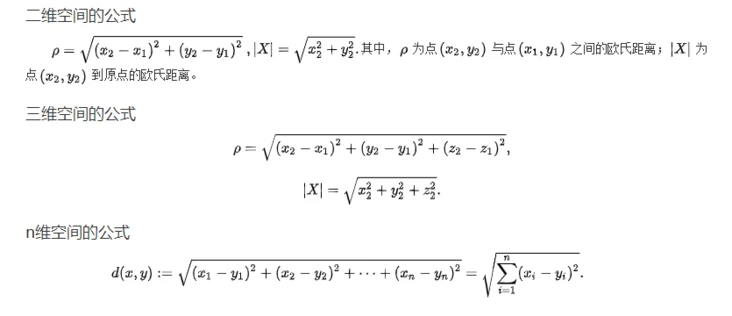 二维空间的公式
ρ = √((x₂ − x₁)² + (y₂ − y₁)²) , |X| = √(x₂² + y₂²). 其中，ρ 为点 (x₂, y₂) 与点 (x₁, y₁) 之间的欧氏距离；|X| 为
点 (x₂, y₂) 到原点的欧氏距离。
三维空间的公式
ρ = √((x₂ − x₁)² + (y₂ − y₁)² + (z₂ − z₁)²),
|X| = √(x₂² + y₂² + z₂²).
n维空间的公式
d(x, y) := √((x₁ − y₁)² + (x₂ − y₂)² + ⋯ + (xₙ − yₙ)²) = √(∑ᵢ₌₁ⁿ (xᵢ − yᵢ)²).